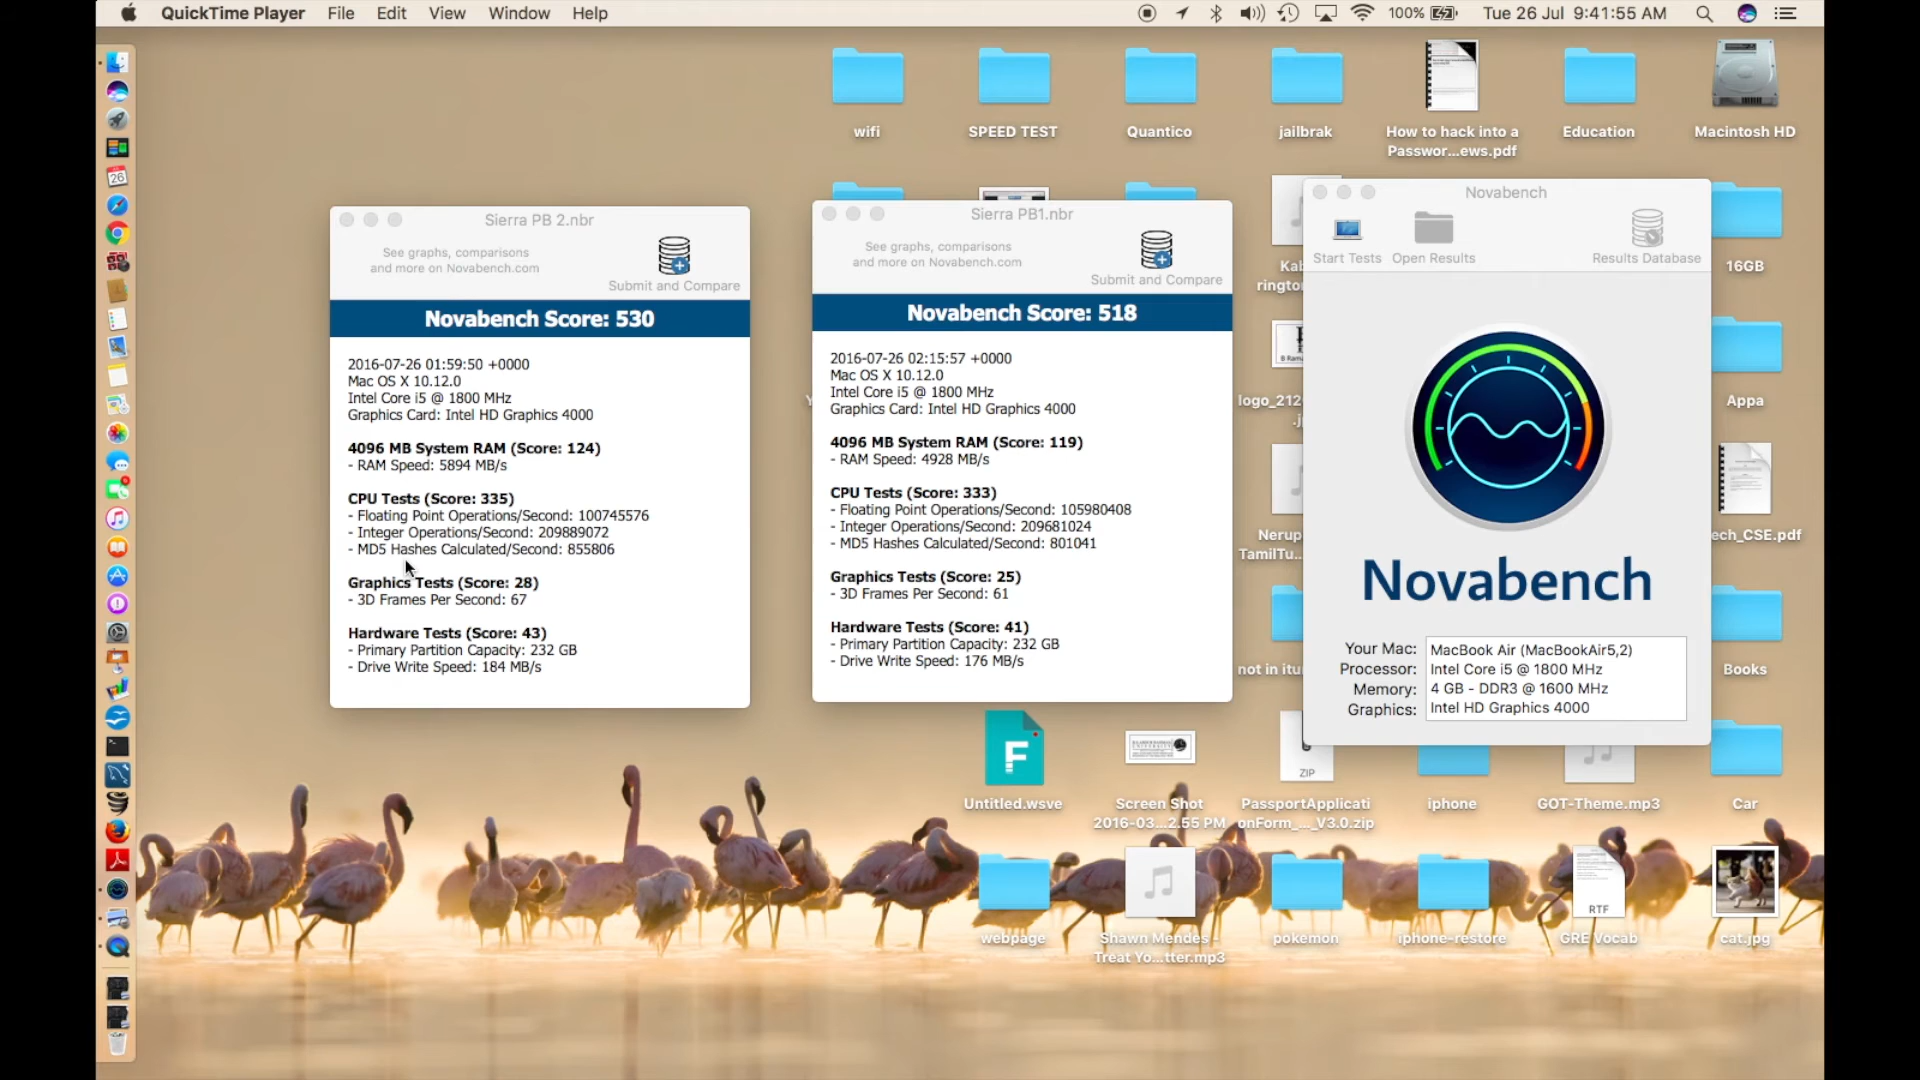 QuickTime Player File Edit View Window Help
100% Tue 26 Jul 9:41:55 AM
wifi
SPEED TEST
Quantico
jailbrak
How to hack into a
Passwor...ews.pdf
Education
Macintosh HD
Sierra PB 2.nbr
See graphs, comparisons
and more on Novabench.com
Submit and Compare
Novabench Score: 530
2016-07-26 01:59:50 +0000
Mac OS X 10.12.0
Intel Core i5 @ 1800 MHz
Graphics Card: Intel HD Graphics 4000
4096 MB System RAM (Score: 124)
- RAM Speed: 5894 MB/s
CPU Tests (Score: 335)
- Floating Point Operations/Second: 100745576
- Integer Operations/Second: 209889072
- MD5 Hashes Calculated/Second: 855806
Graphics Tests (Score: 28)
- 3D Frames Per Second: 67
Hardware Tests (Score: 43)
- Primary Partition Capacity: 232 GB
- Drive Write Speed: 184 MB/s
Sierra PB1.nbr
See graphs, comparisons
and more on Novabench.com
Submit and Compare
Novabench Score: 518
2016-07-26 02:15:57 +0000
Mac OS X 10.12.0
Intel Core i5 @ 1800 MHz
Graphics Card: Intel HD Graphics 4000
4096 MB System RAM (Score: 119)
- RAM Speed: 4928 MB/s
CPU Tests (Score: 333)
- Floating Point Operations/Second: 105980408
- Integer Operations/Second: 209681024
- MD5 Hashes Calculated/Second: 801041
Graphics Tests (Score: 25)
- 3D Frames Per Second: 61
Hardware Tests (Score: 41)
- Primary Partition Capacity: 232 GB
- Drive Write Speed: 176 MB/s
Novabench
Start Tests
Open Results
Results Database
Novabench
Your Mac: MacBook Air (MacBookAir5,2)
Processor: Intel Core i5 @ 1800 MHz
Memory: 4 GB - DDR3 @ 1600 MHz
Graphics: Intel HD Graphics 4000
Kab
rington
logo_212
.j
Nerup
TamilTu...
not in itu
16GB
Appa
ech_CSE.pdf
Books
F
Untitled.wsve
Screen Shot
2016-03...2.55 PM
ZIP
PassportApplicati
onForm_..._V3.0.zip
iphone
GOT-Theme.mp3
Car
webpage
Shawn Mendes -
Treat Yo...tter.mp3
pokemon
iphone-restore
RTF
GRE Vocab
cat.jpg
26